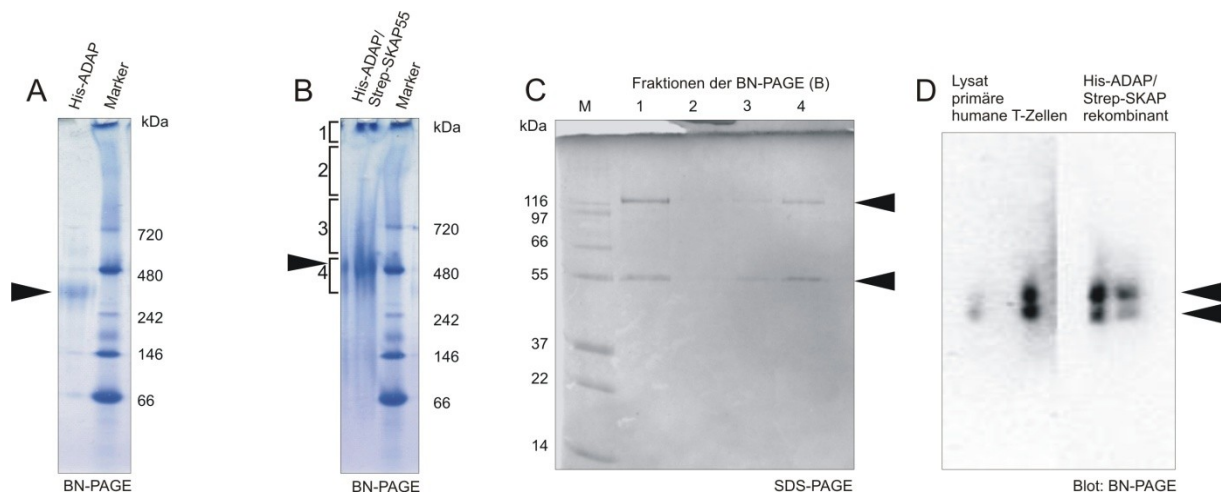 A
His-ADAP
Marker
kDa
720
480
242
146
66
BN-PAGE
B
His-ADAP/
Strep-SKAP55
Marker
kDa
1
2
3
4
720
480
242
146
66
BN-PAGE
C
Fraktionen der BN-PAGE (B)
M 1 2 3 4
kDa
116
97
66
55
37
22
14
SDS-PAGE
D
Lysat
primäre
humane T-Zellen
His-ADAP/
Strep-SKAP
rekombinant
Blot: BN-PAGE